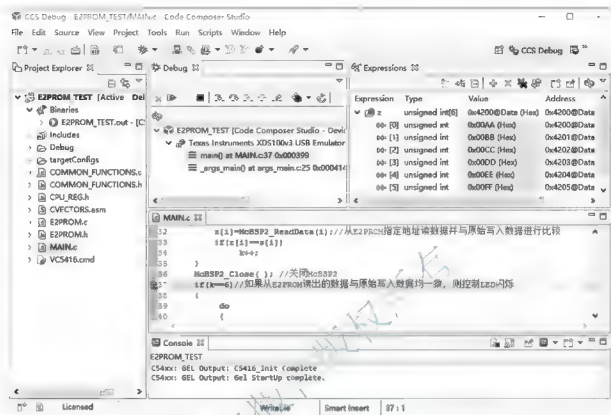 CCS Debug - E2PROM_TEST/MAIN.c - Code Composer Studio
File Edit Source View Project Tools Run Scripts Window Help
CCS Debug
Project Explorer
E2PROM_TEST [Active Del
Binaries
E2PROM_TEST.out - [C5
Includes
Debug
targetConfigs
COMMON_FUNCTIONS.c
COMMON_FUNCTIONS.h
CPU_REG.h
CVECTORS.asm
E2PROM.c
E2PROM.h
MAIN.c
VC5416.cmd
Debug
E2PROM_TEST [Code Composer Studio - Devic
Texas Instruments XDS100v3 USB Emulator
main() at MAIN.c:37 0x000399
_args_main() at args_main.c:25 0x000414
Expressions
Expression Type Value Address
z unsigned int[6] 0x4200@Data (Hex) 0x4200@Data
[0] unsigned int 0x00AA (Hex) 0x4200@Data
[1] unsigned int 0x00BB (Hex) 0x4201@Data
[2] unsigned int 0x00CC (Hex) 0x4202@Data
[3] unsigned int 0x00DD (Hex) 0x4203@Data
[4] unsigned int 0x00EE (Hex) 0x4204@Data
[5] unsigned int 0x00FF (Hex) 0x4205@Data
MAIN.c
32 z[i]=McBSP2_ReadData(i);//从E2PROM指定地址读数据并与原始写入数据进行比较
33 if(z[i]==s[i])
34 k++;
35 }
36 McBSP2_Close( ); //关闭McBSP2
37 if(k==6)//如果从E2PROM读出的数据与原始写入数据均一致，则控制LED闪烁
38 {
39 do
40 {
Console
E2PROM_TEST
C54xx: GEL Output: C5416_Init Complete
C54xx: GEL Output: Gel StartUp Complete.
Licensed
Writable
Smart Insert
37 : 1